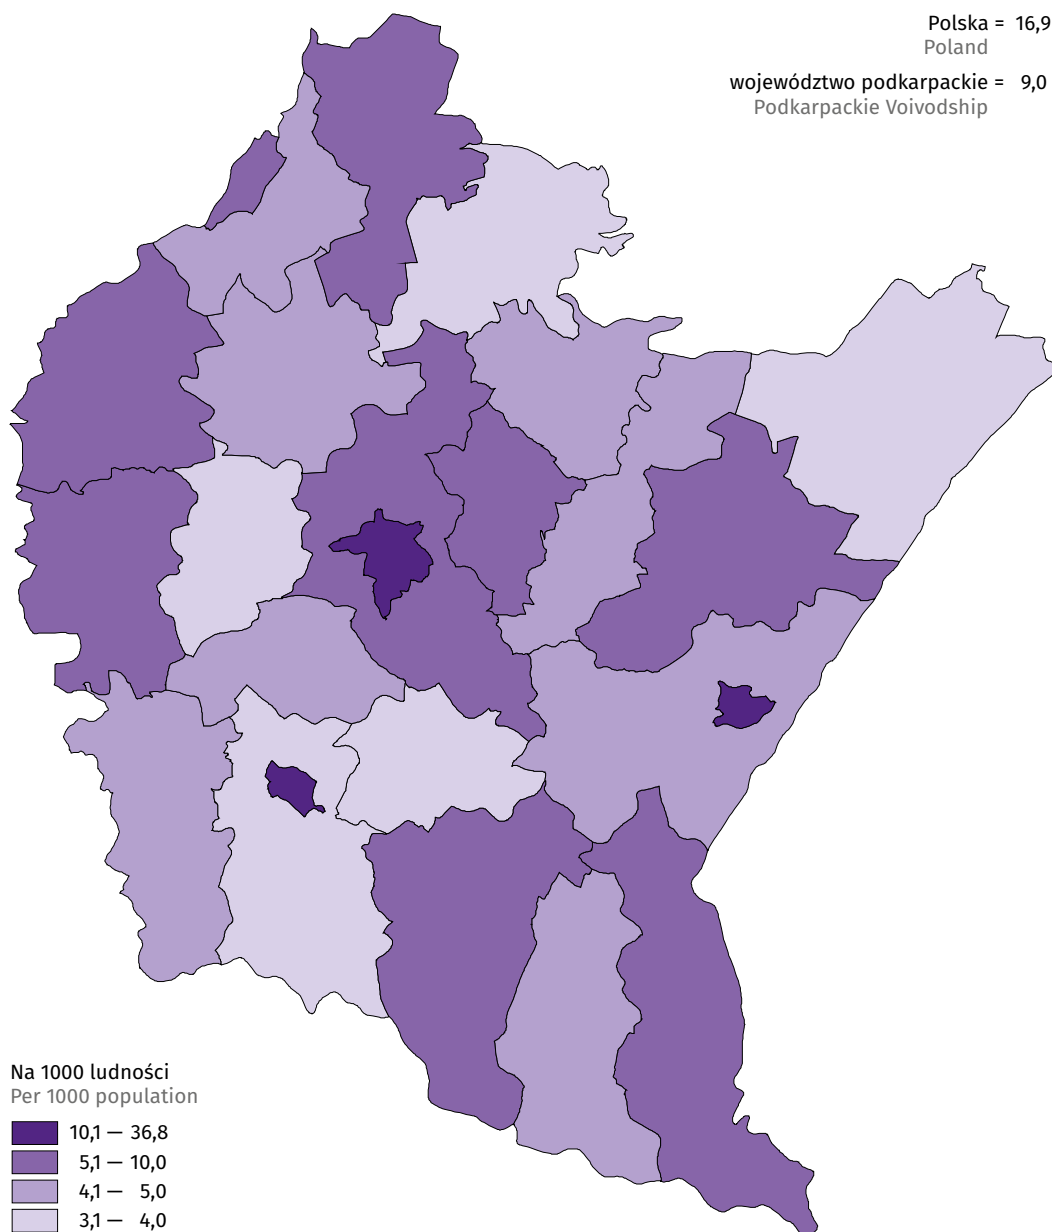 Polska = 16,9
Poland
województwo podkarpackie = 9,0
Podkarpackie Voivodship
Na 1000 ludności
Per 1000 population
10,1 — 36,8
5,1 — 10,0
4,1 — 5,0
3,1 — 4,0